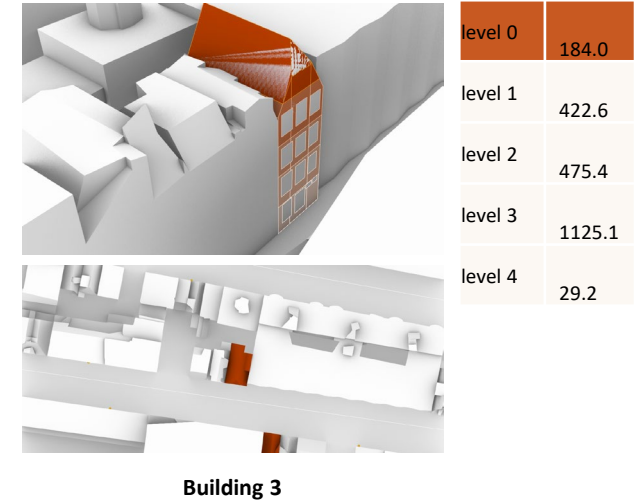 level 0 184.0
level 1 422.6
level 2 475.4
level 3 1125.1
level 4 29.2
Building 3